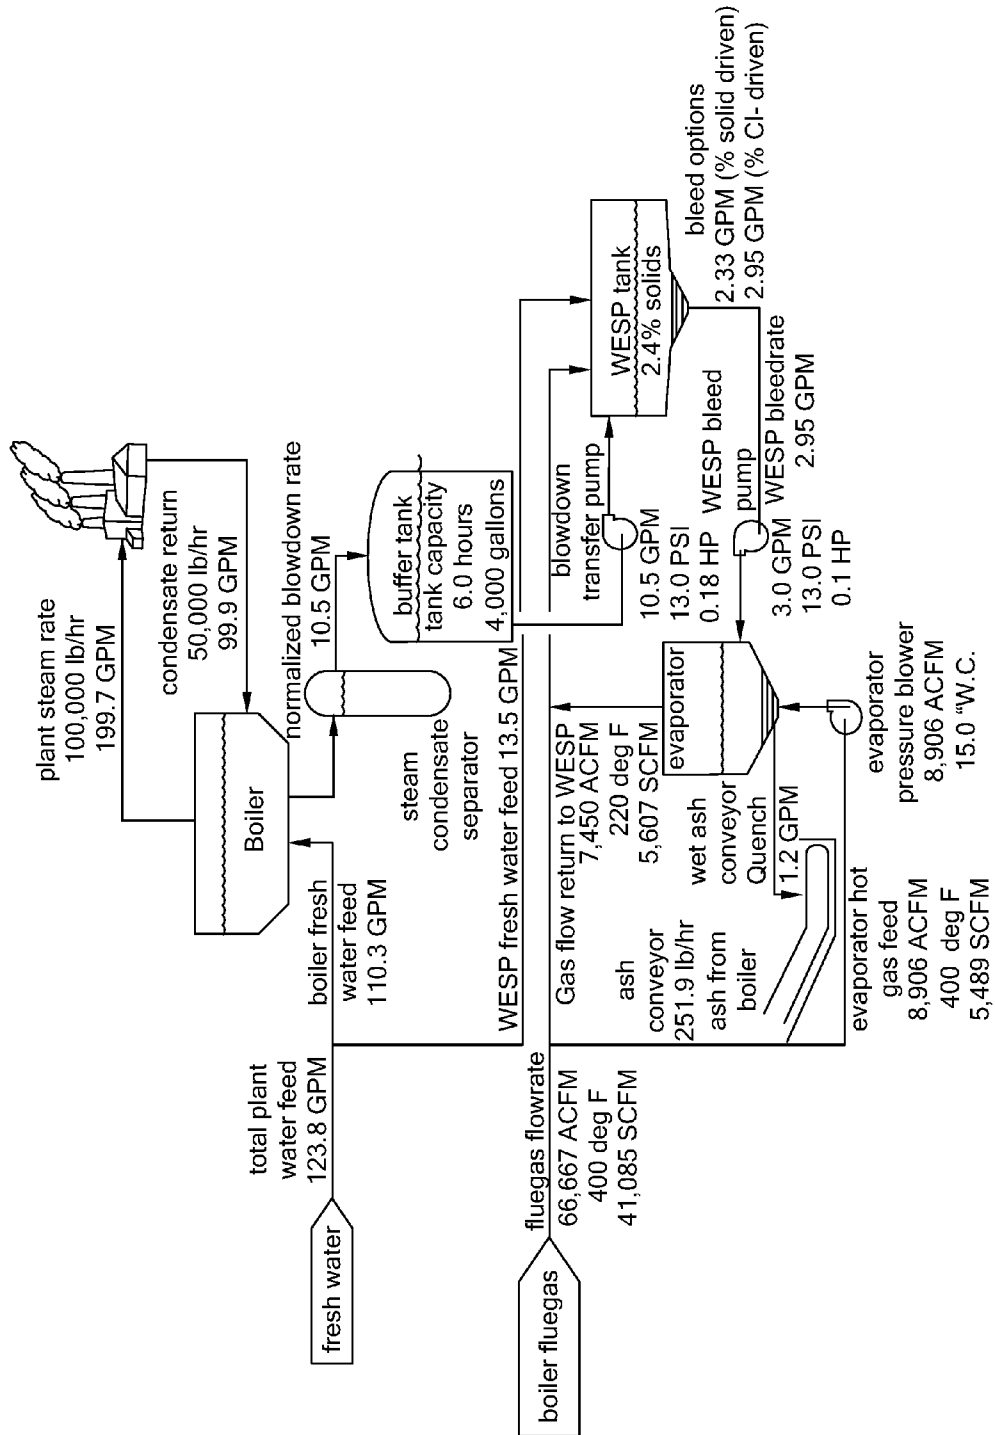 plant steam rate
100,000 lb/hr
199.7 GPM
condensate return
50,000 lb/hr
99.9 GPM
Boiler
normalized blowdown rate
10.5 GPM
total plant
water feed
123.8 GPM
boiler fresh
water feed
110.3 GPM
fresh water
steam
condensate
separator
buffer tank
tank capacity
6.0 hours
4,000 gallons
WESP fresh water feed 13.5 GPM
blowdown
transfer pump
10.5 GPM
13.0 PSI
0.18 HP
WESP tank
2.4% solids
bleed options
2.33 GPM (% solid driven)
2.95 GPM (% Cl- driven)
boiler fluegas
fluegas flowrate
66,667 ACFM
400 deg F
41,085 SCFM
Gas flow return to WESP
7,450 ACFM
220 deg F
5,607 SCFM
evaporator
WESP bleed
pump
3.0 GPM
13.0 PSI
0.1 HP
WESP bleedrate
2.95 GPM
ash
conveyor
251.9 lb/hr
ash from
boiler
wet ash
conveyor
Quench
1.2 GPM
evaporator hot
gas feed
8,906 ACFM
400 deg F
5,489 SCFM
evaporator
pressure blower
8,906 ACFM
15.0 “W.C.